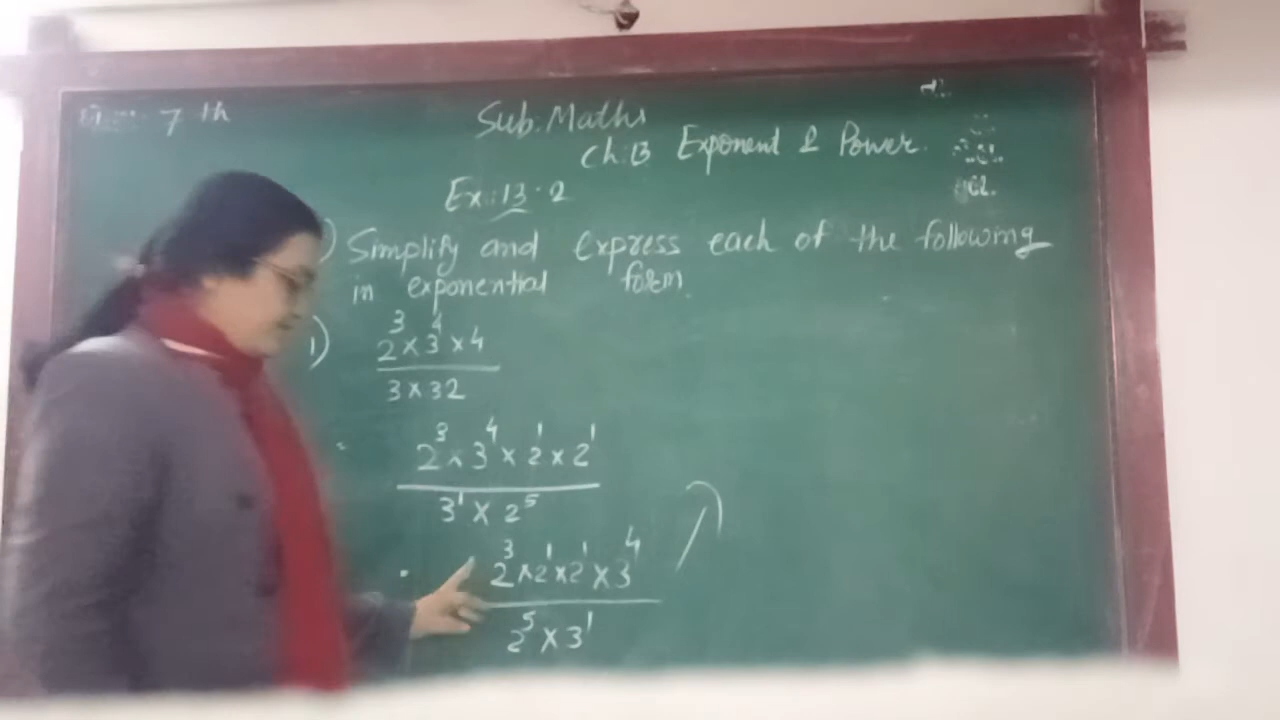 7 th
Sub: Maths
Ch:13 Exponent & Power.
Ex: 13.2
) Simplify and express each of the following
in exponential form.
1) 2³ × 3⁴ × 4
3 × 32
2³ × 3⁴ × 2¹ × 2¹
3¹ × 2⁵
2³ × 2¹ × 2¹ × 3⁴
2⁵ × 3¹